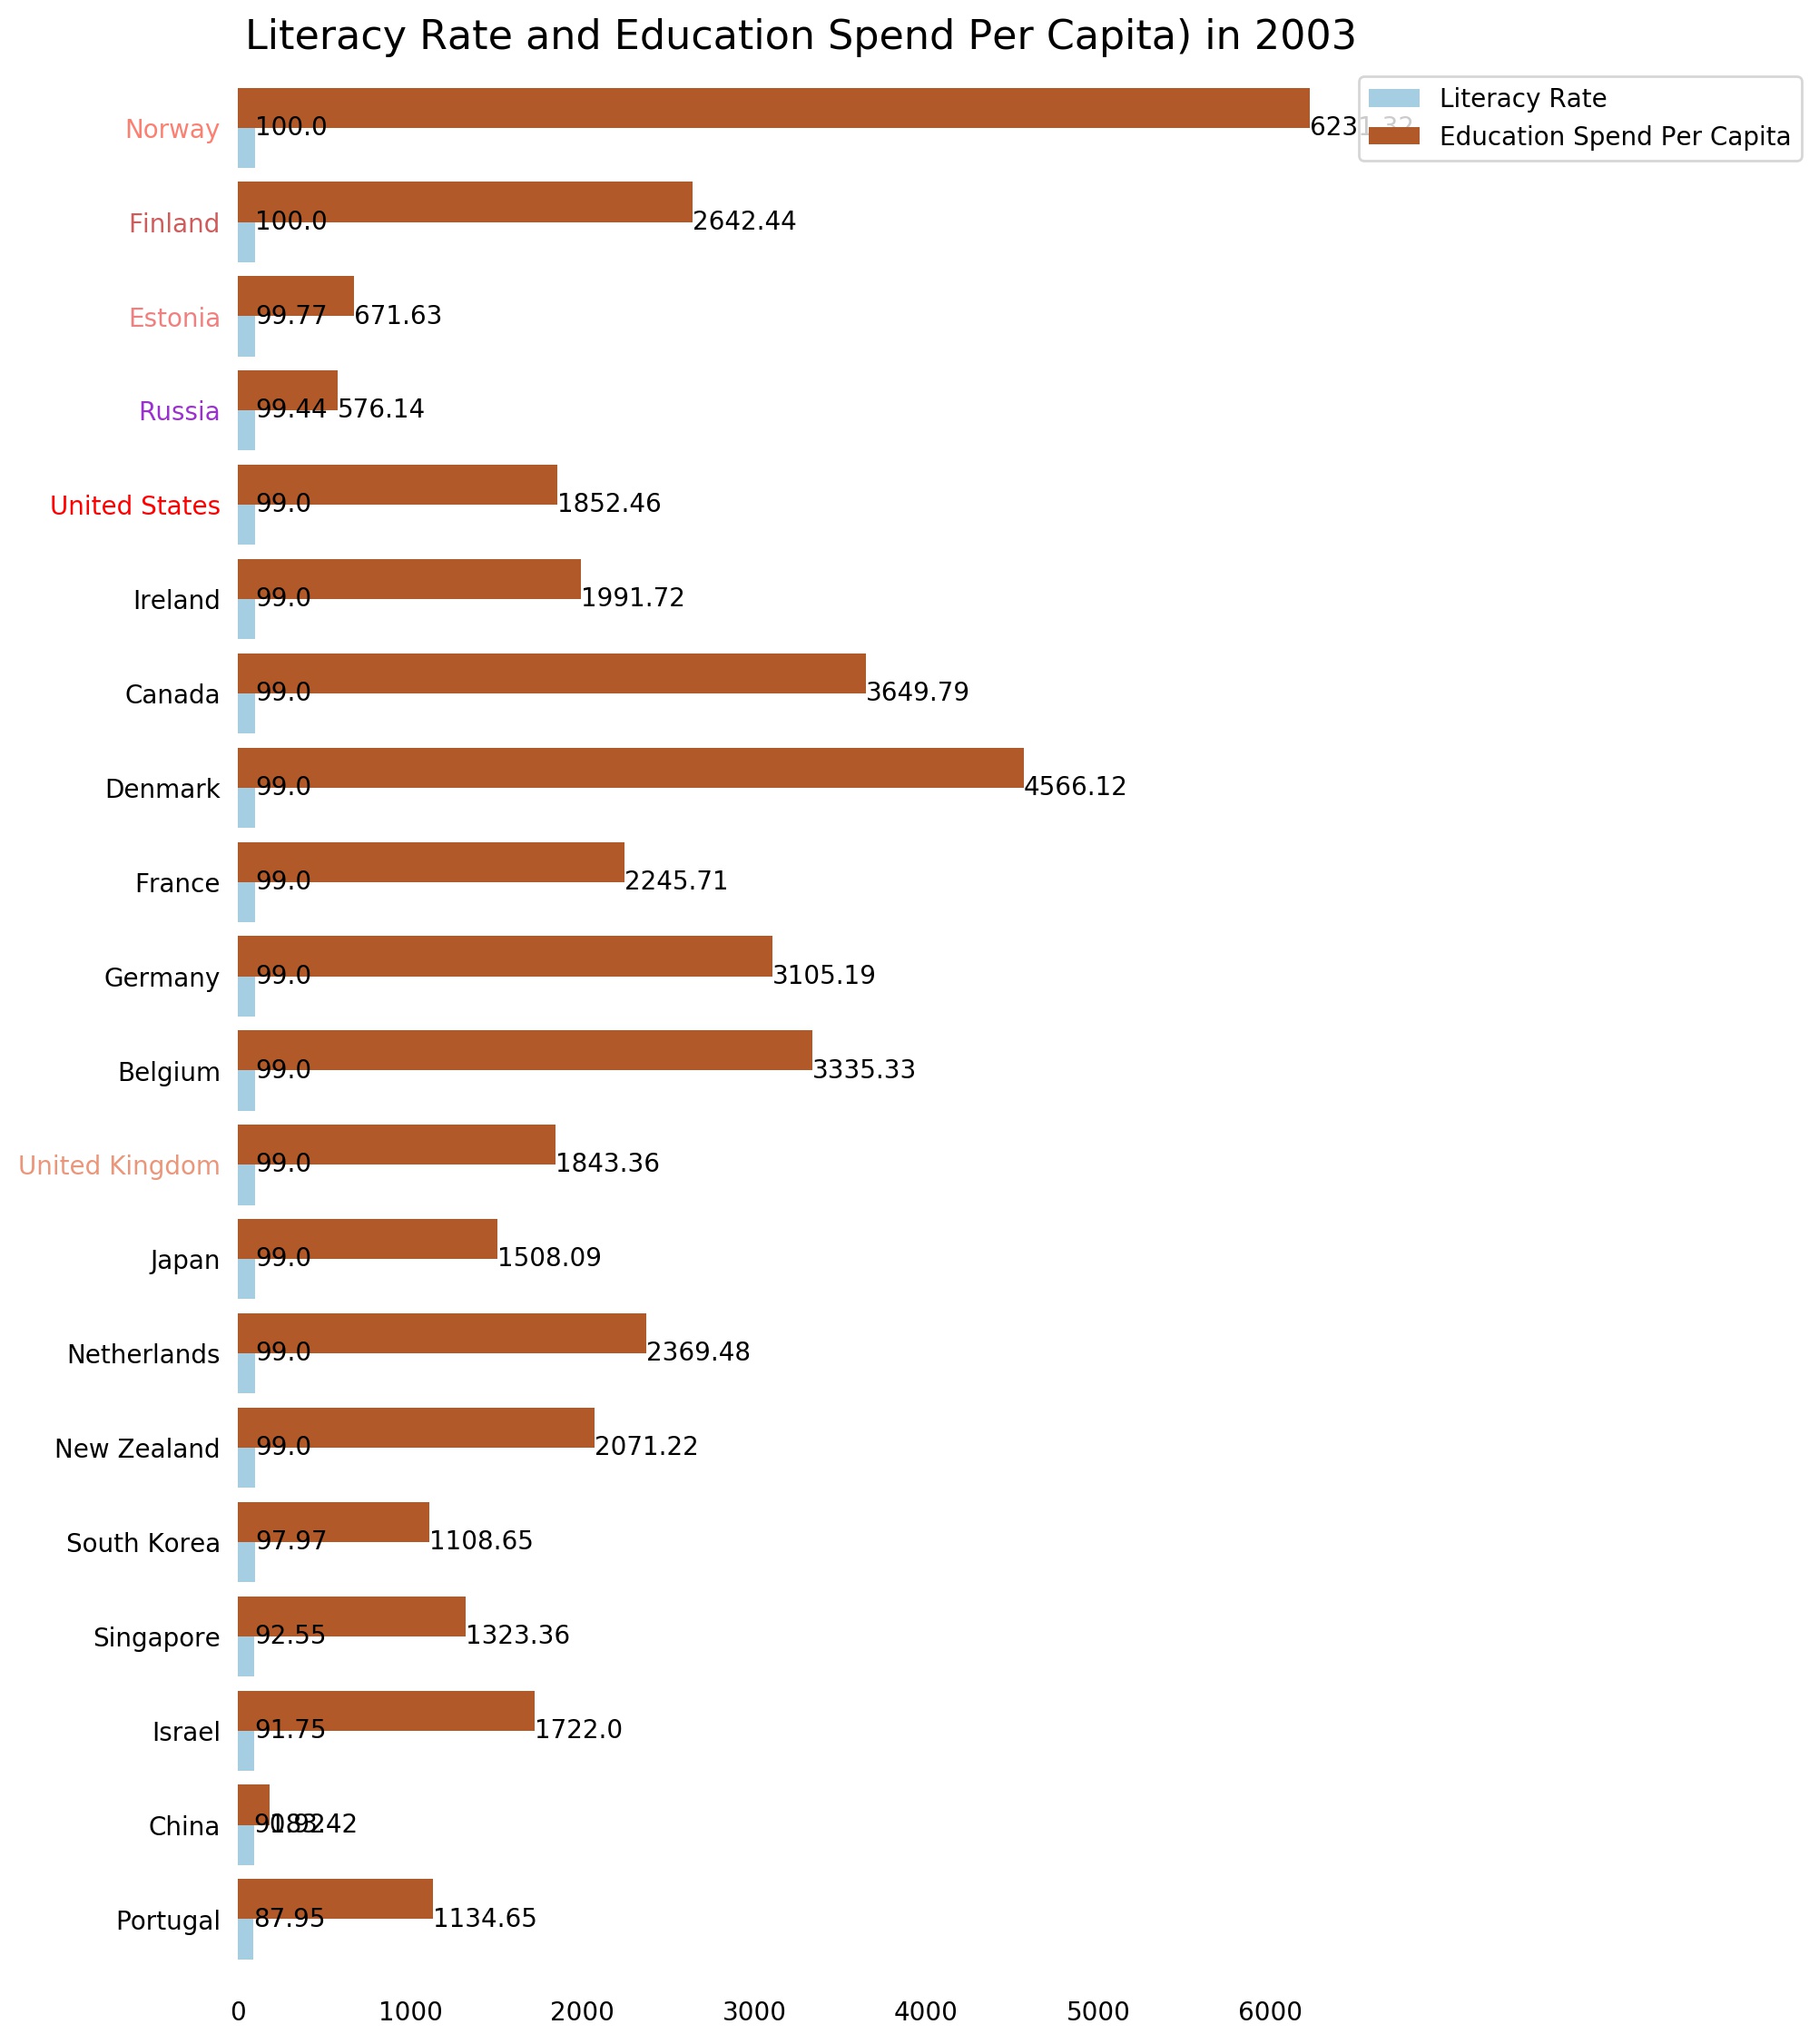 Literacy Rate and Education Spend Per Capita) in 2003
Literacy Rate
Education Spend Per Capita
Norway 100.0 6231.32
Finland 100.0 2642.44
Estonia 99.77 671.63
Russia 99.44 576.14
United States 99.0 1852.46
Ireland 99.0 1991.72
Canada 99.0 3649.79
Denmark 99.0 4566.12
France 99.0 2245.71
Germany 99.0 3105.19
Belgium 99.0 3335.33
United Kingdom 99.0 1843.36
Japan 99.0 1508.09
Netherlands 99.0 2369.48
New Zealand 99.0 2071.22
South Korea 97.97 1108.65
Singapore 92.55 1323.36
Israel 91.75 1722.0
China
Portugal 87.95 1134.65
0 1000 2000 3000 4000 5000 6000